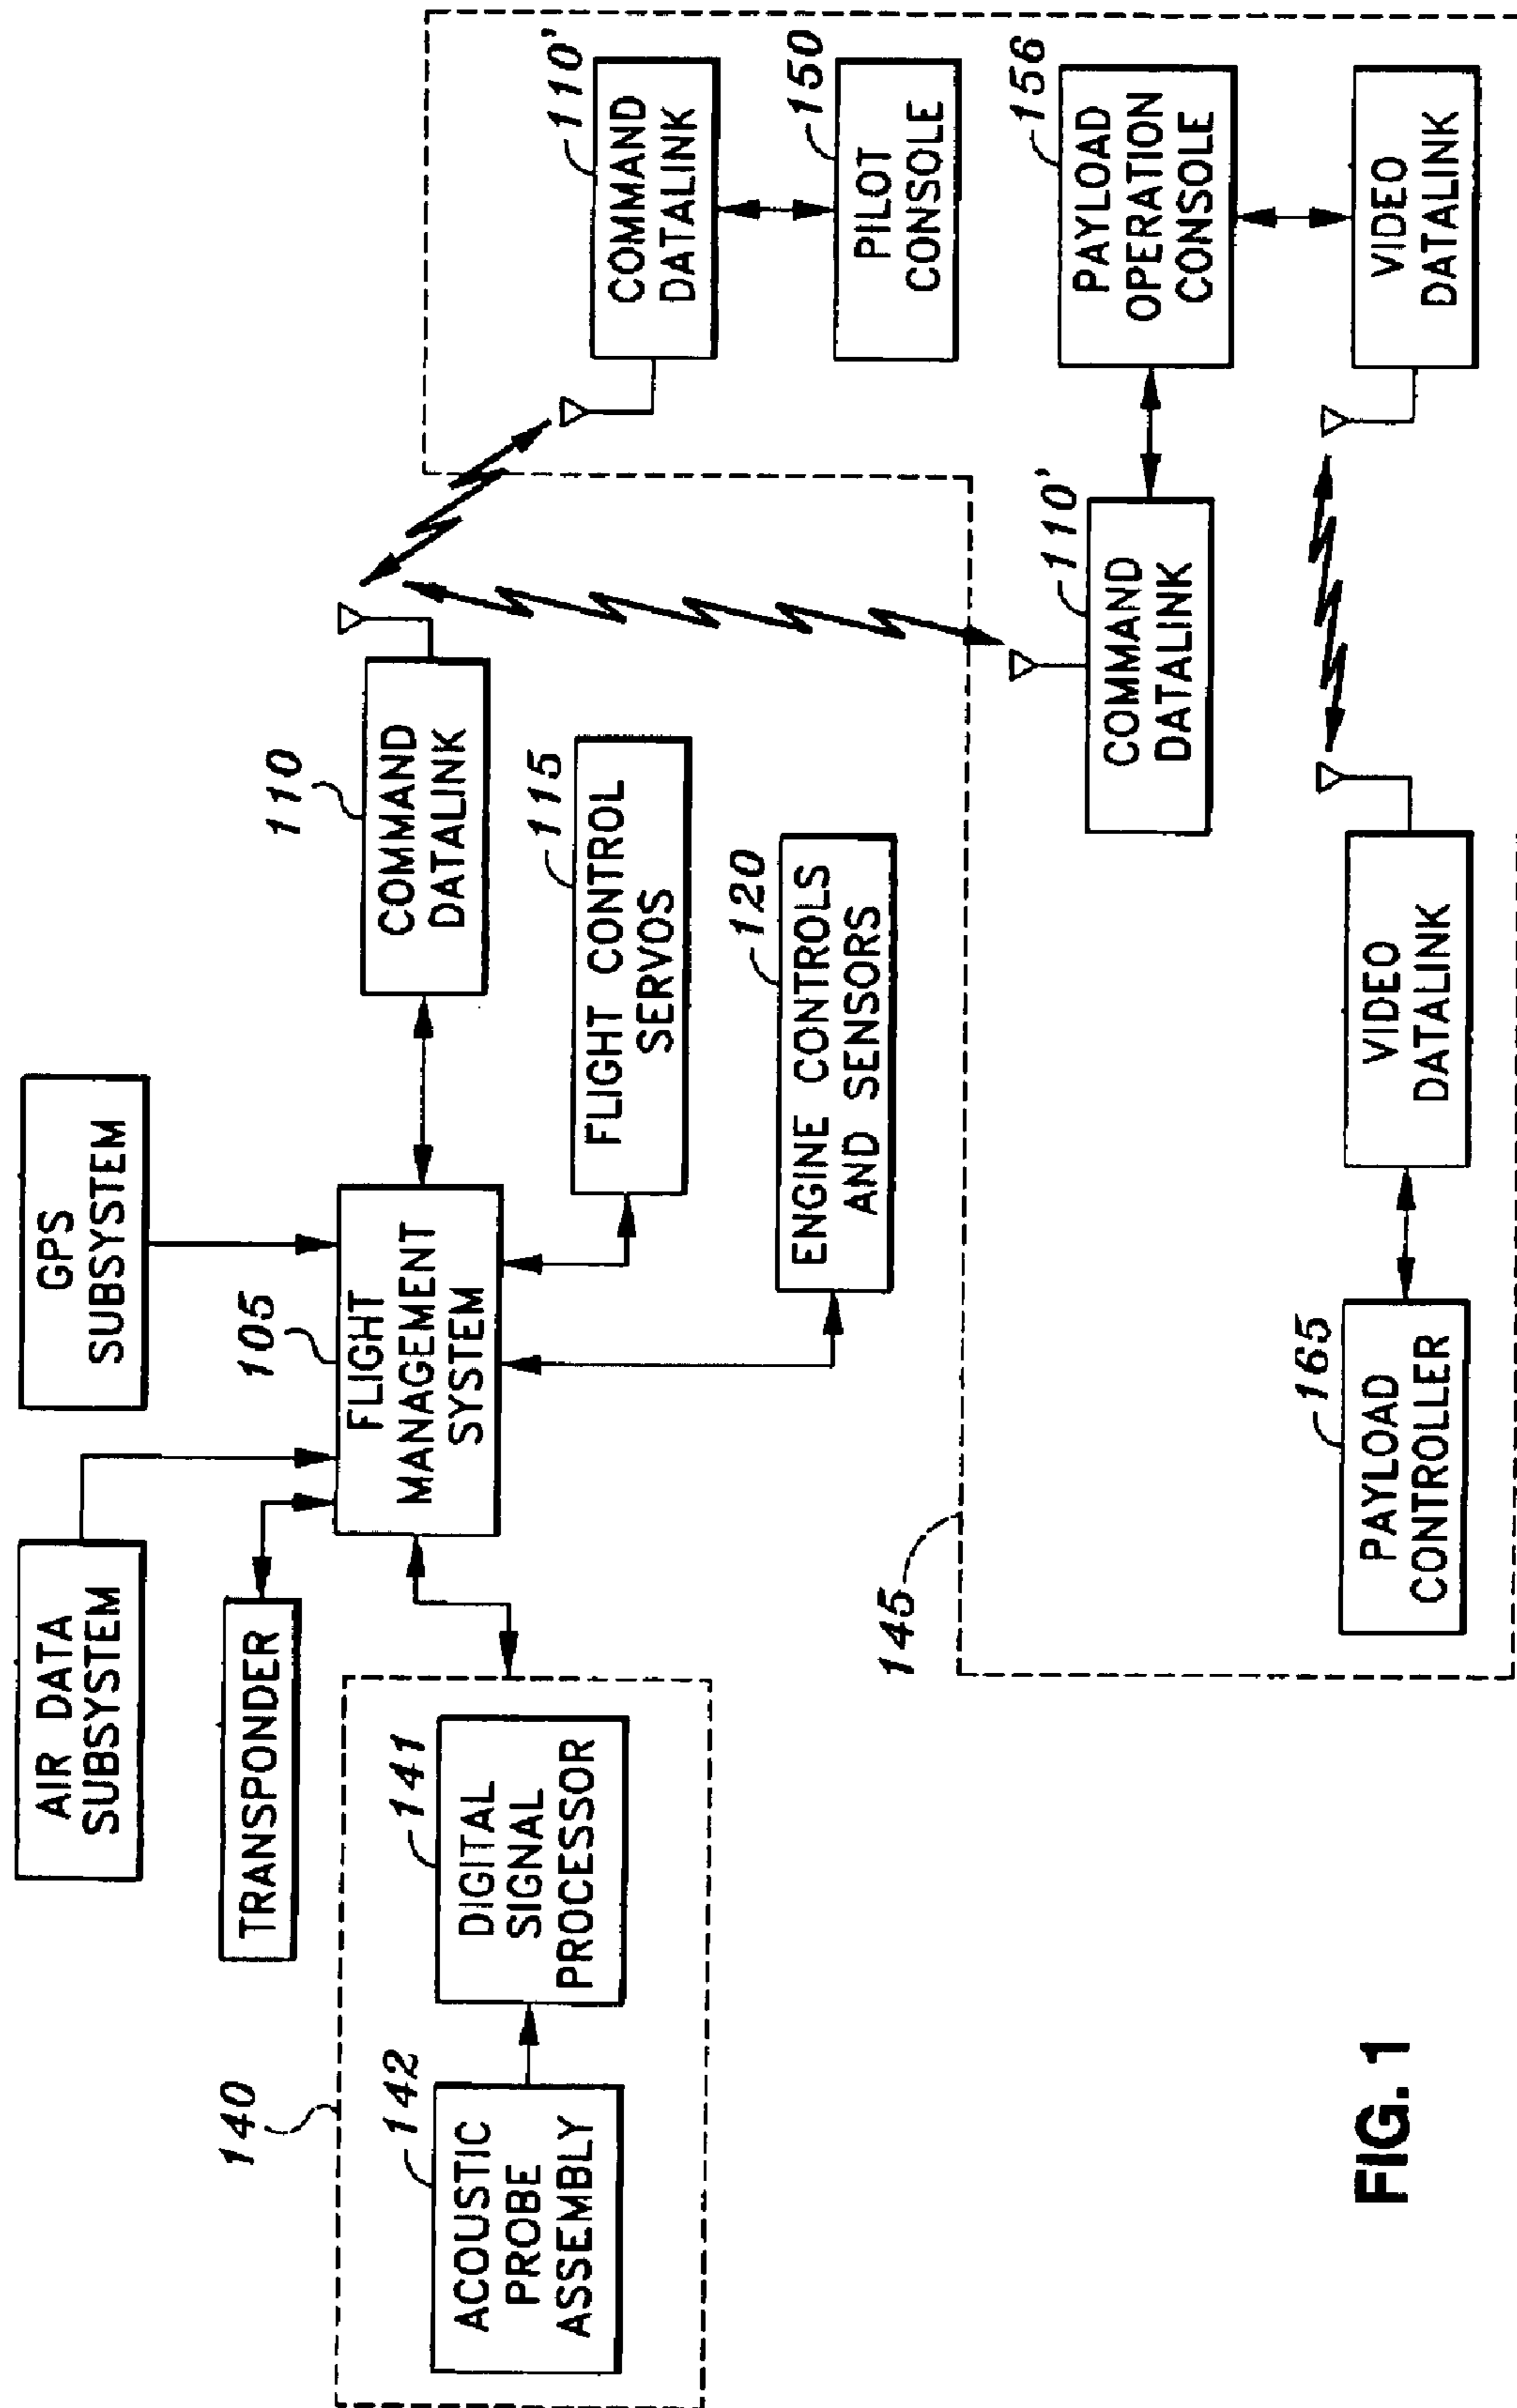 AIR DATA
SUBSYSTEM
GPS
SUBSYSTEM
TRANSPONDER
105
FLIGHT
MANAGEMENT
SYSTEM
110
COMMAND
DATALINK
115
FLIGHT CONTROL
SERVOS
120
ENGINE CONTROLS
AND SENSORS
140
142
ACOUSTIC
PROBE
ASSEMBLY
141
DIGITAL
SIGNAL
PROCESSOR
110'
COMMAND
DATALINK
150
PILOT
CONSOLE
156
PAYLOAD
OPERATION
CONSOLE
110'
COMMAND
DATALINK
VIDEO
DATALINK
145
165
PAYLOAD
CONTROLLER
VIDEO
DATALINK
FIG. 1